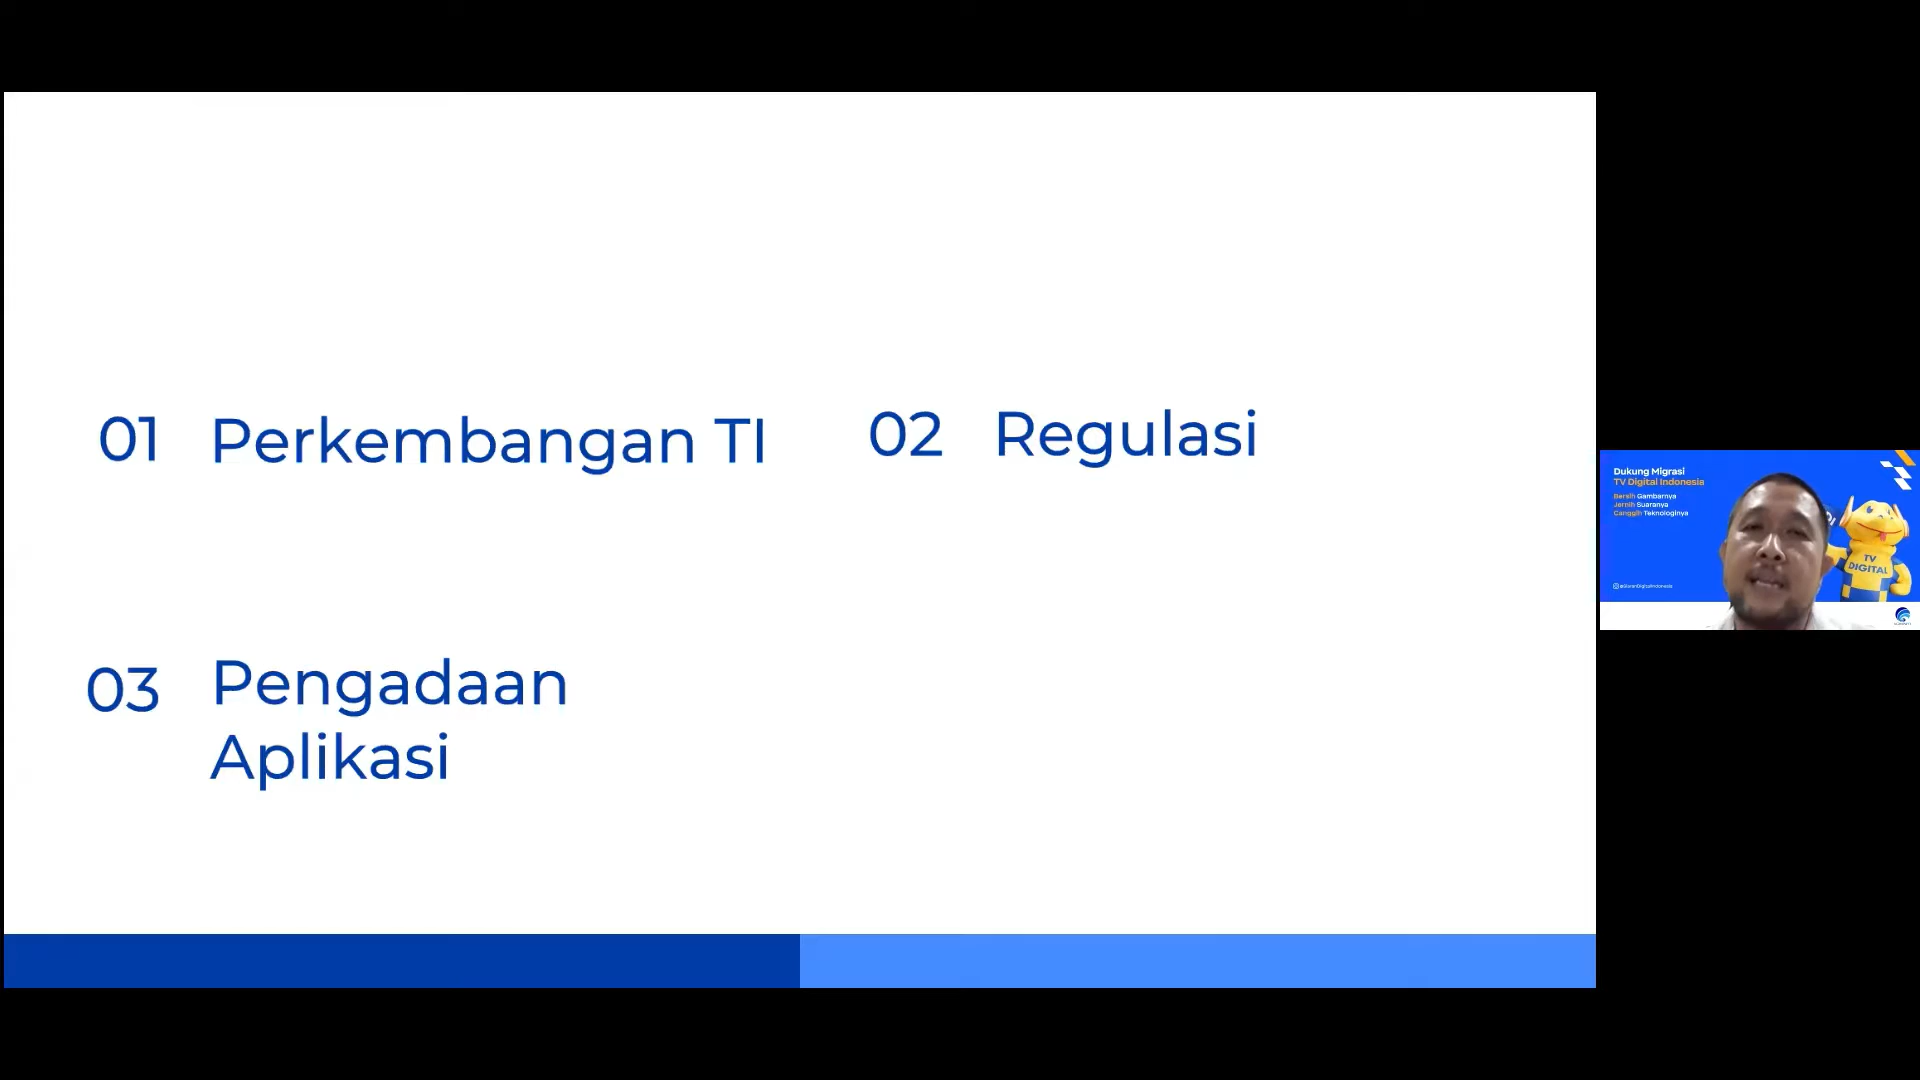 01 Perkembangan TI
02 Regulasi
03 Pengadaan
Aplikasi
Dukung Migrasi
TV Digital Indonesia
Bersih Gambarnya
Jernih Suaranya
Canggih Teknologinya
TV
DIGITAL
@SiaranDigitalIndonesia